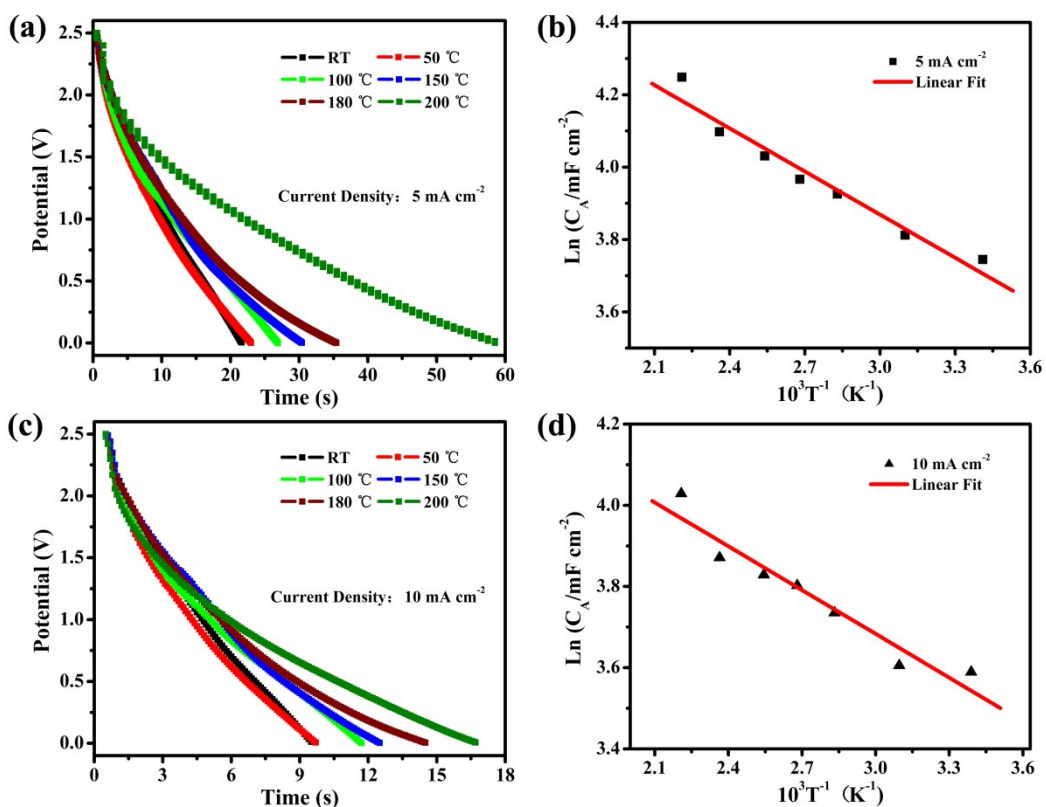 (a)
2.5
2.0
1.5
1.0
0.5
0.0
Potential (V)
RT 50 ℃
100 ℃ 150 ℃
180 ℃ 200 ℃
Current Density: 5 mA cm⁻²
0 10 20 30 40 50 60
Time (s)
(b)
4.4
4.2
4.0
3.8
3.6
Ln (C_A/mF cm⁻²)
5 mA cm⁻²
Linear Fit
2.1 2.4 2.7 3.0 3.3 3.6
10³T⁻¹ (K⁻¹)
(c)
2.5
2.0
1.5
1.0
0.5
0.0
Potential (V)
RT 50 ℃
100 ℃ 150 ℃
180 ℃ 200 ℃
Current Density: 10 mA cm⁻²
0 3 6 9 12 15 18
Time (s)
(d)
4.2
4.0
3.8
3.6
3.4
Ln (C_A/mF cm⁻²)
10 mA cm⁻²
Linear Fit
2.1 2.4 2.7 3.0 3.3 3.6
10³T⁻¹ (K⁻¹)